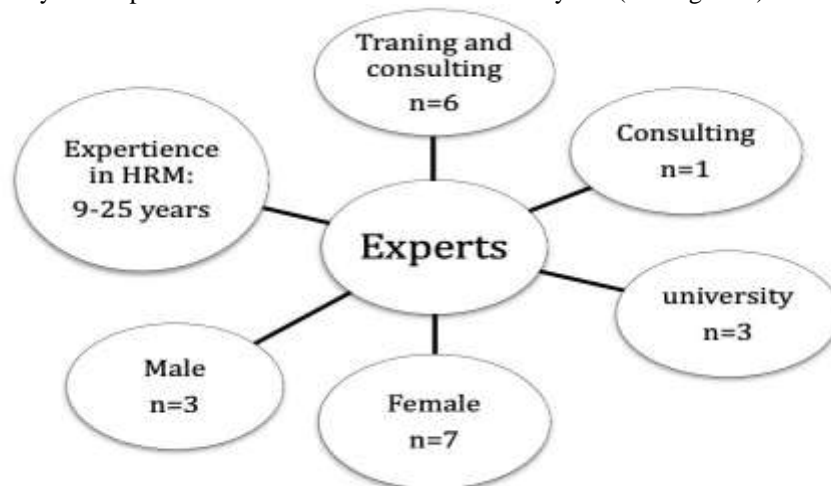 Traning and
consulting
n=6
Consulting
n=1
Expertience
in HRM:
9-25 years
Experts
university
n=3
Male
n=3
Female
n=7